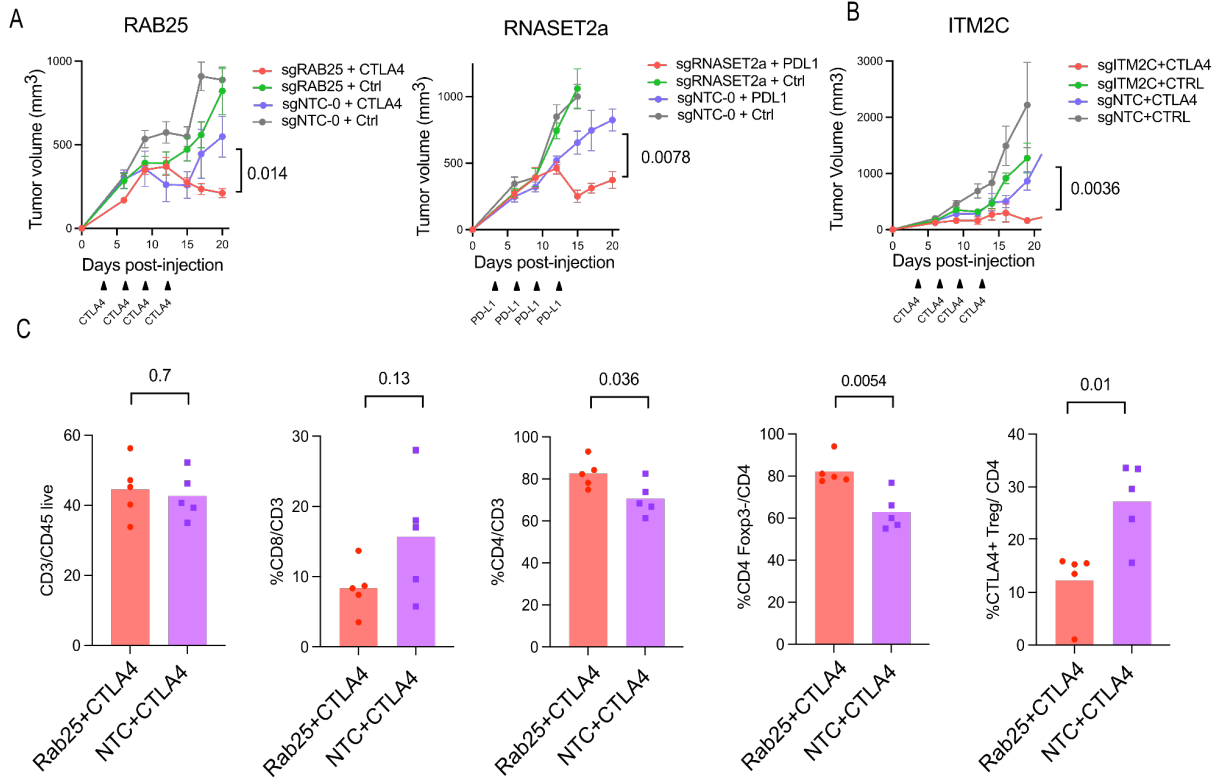 A
RAB25
Tumor volume (mm3)
1000
500
0
0 5 10 15 20
Days post-injection
CTLA4 CTLA4 CTLA4 CTLA4
sgRAB25 + CTLA4
sgRAB25 + Ctrl
sgNTC-0 + CTLA4
sgNTC-0 + Ctrl
0.014
RNASET2a
Tumor volume (mm3)
1000
500
0
0 5 10 15 20
Days post-injection
PD-L1 PD-L1 PD-L1 PD-L1
sgRNASET2a + PDL1
sgRNASET2a + Ctrl
sgNTC-0 + PDL1
sgNTC-0 + Ctrl
0.0078
B
ITM2C
Tumor Volume (mm3)
3000
2000
1000
0
0 5 10 15 20
Days post-injection
CTLA4 CTLA4 CTLA4 CTLA4
sgITM2C+CTLA4
sgITM2C+CTRL
sgNTC+CTLA4
sgNTC+CTRL
0.0036
C
0.7
CD3/CD45 live
60
40
20
0
Rab25+CTLA4
NTC+CTLA4
0.13
%CD8/CD3
30
20
10
0
Rab25+CTLA4
NTC+CTLA4
0.036
%CD4/CD3
100
80
60
40
20
0
Rab25+CTLA4
NTC+CTLA4
0.0054
%CD4 Foxp3-/CD4
100
80
60
40
20
0
Rab25+CTLA4
NTC+CTLA4
0.01
%CTLA4+ Treg/ CD4
40
30
20
10
0
Rab25+CTLA4
NTC+CTLA4